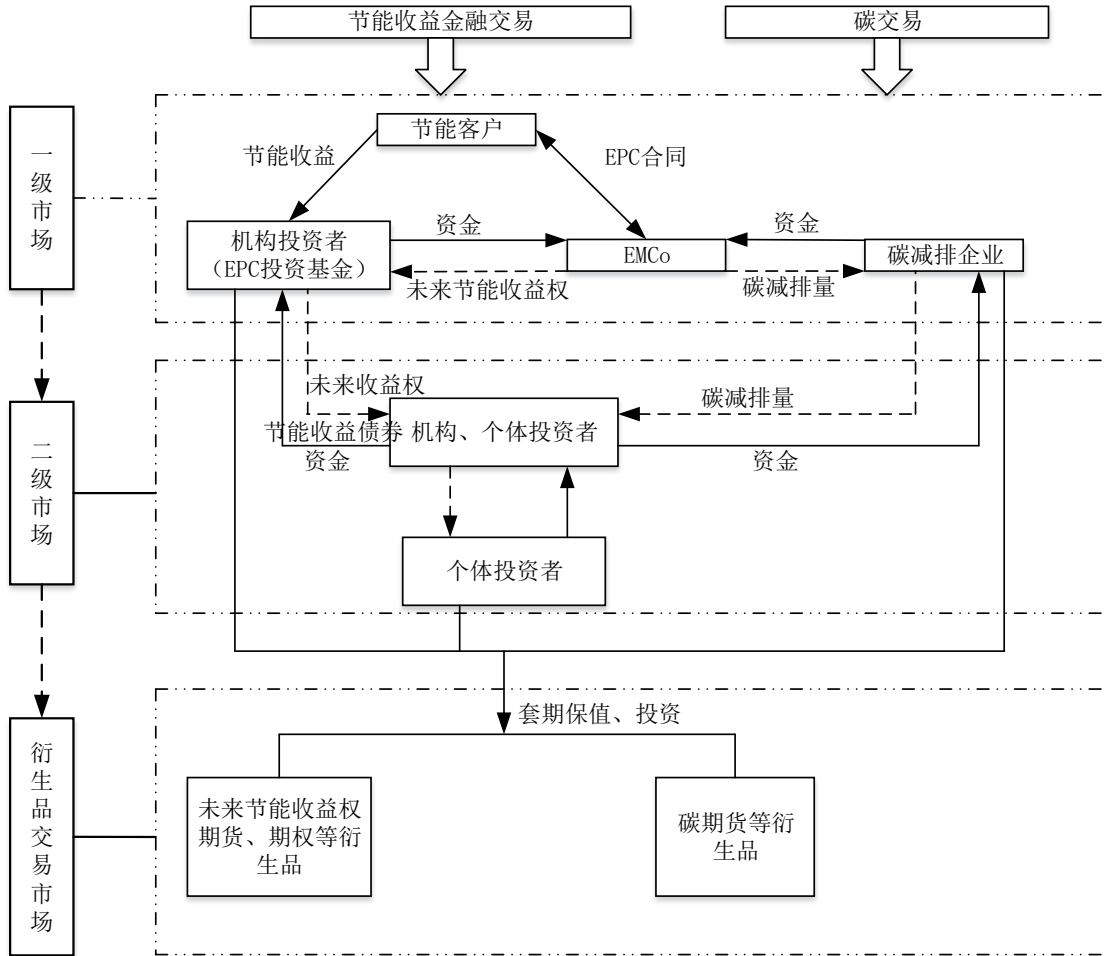 节能收益金融交易
碳交易
一级市场
节能客户
节能收益
EPC合同
机构投资者
（EPC投资基金）
资金
EMCo
资金
碳减排企业
未来节能收益权
碳减排量
二级市场
未来收益权
碳减排量
节能收益债券
机构、个体投资者
资金
资金
个体投资者
衍生品交易市场
套期保值、投资
未来节能收益权
期货、期权等衍
生品
碳期货等衍
生品